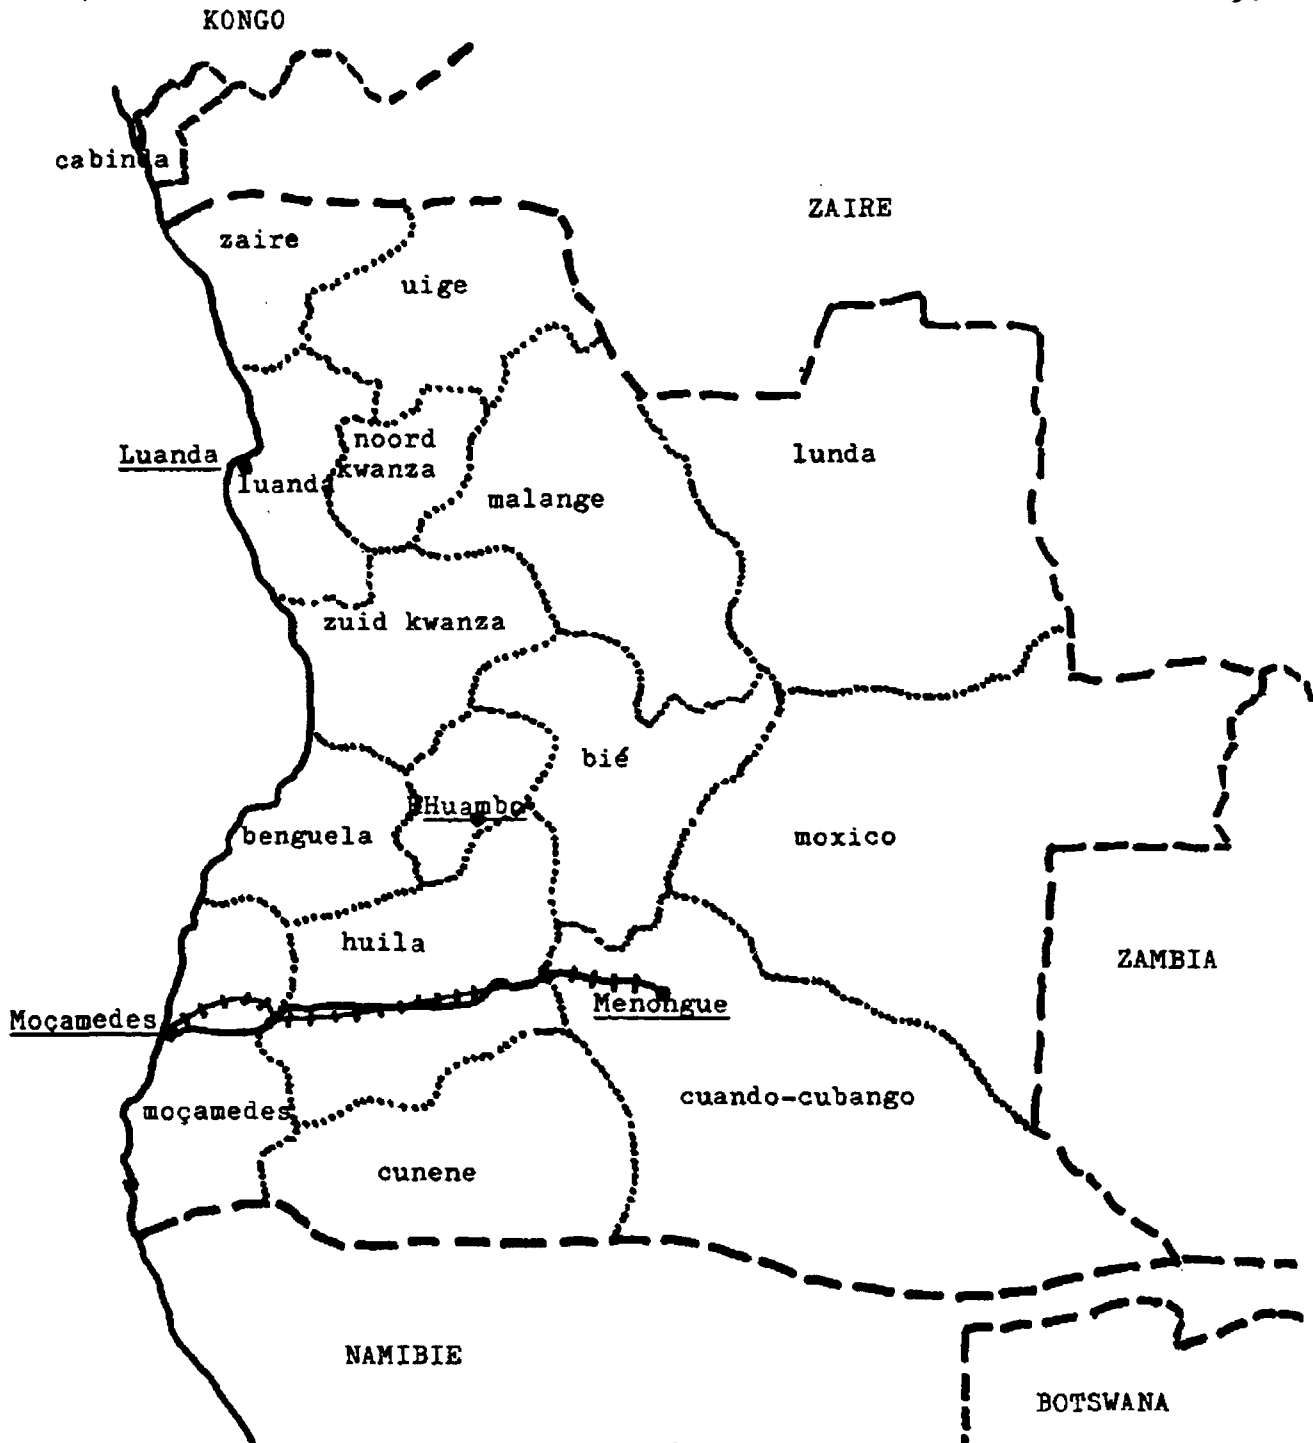 KONGO
cabinda
ZAIRE
zaire
uige
noord
kwanza
lunda
Luanda
luanda
malange
zuid kwanza
bié
Huambo
benguela
moxico
huila
ZAMBIA
Menongue
Moçamedes
cuando-cubango
moçamedes
cunene
NAMIBIE
BOTSWANA